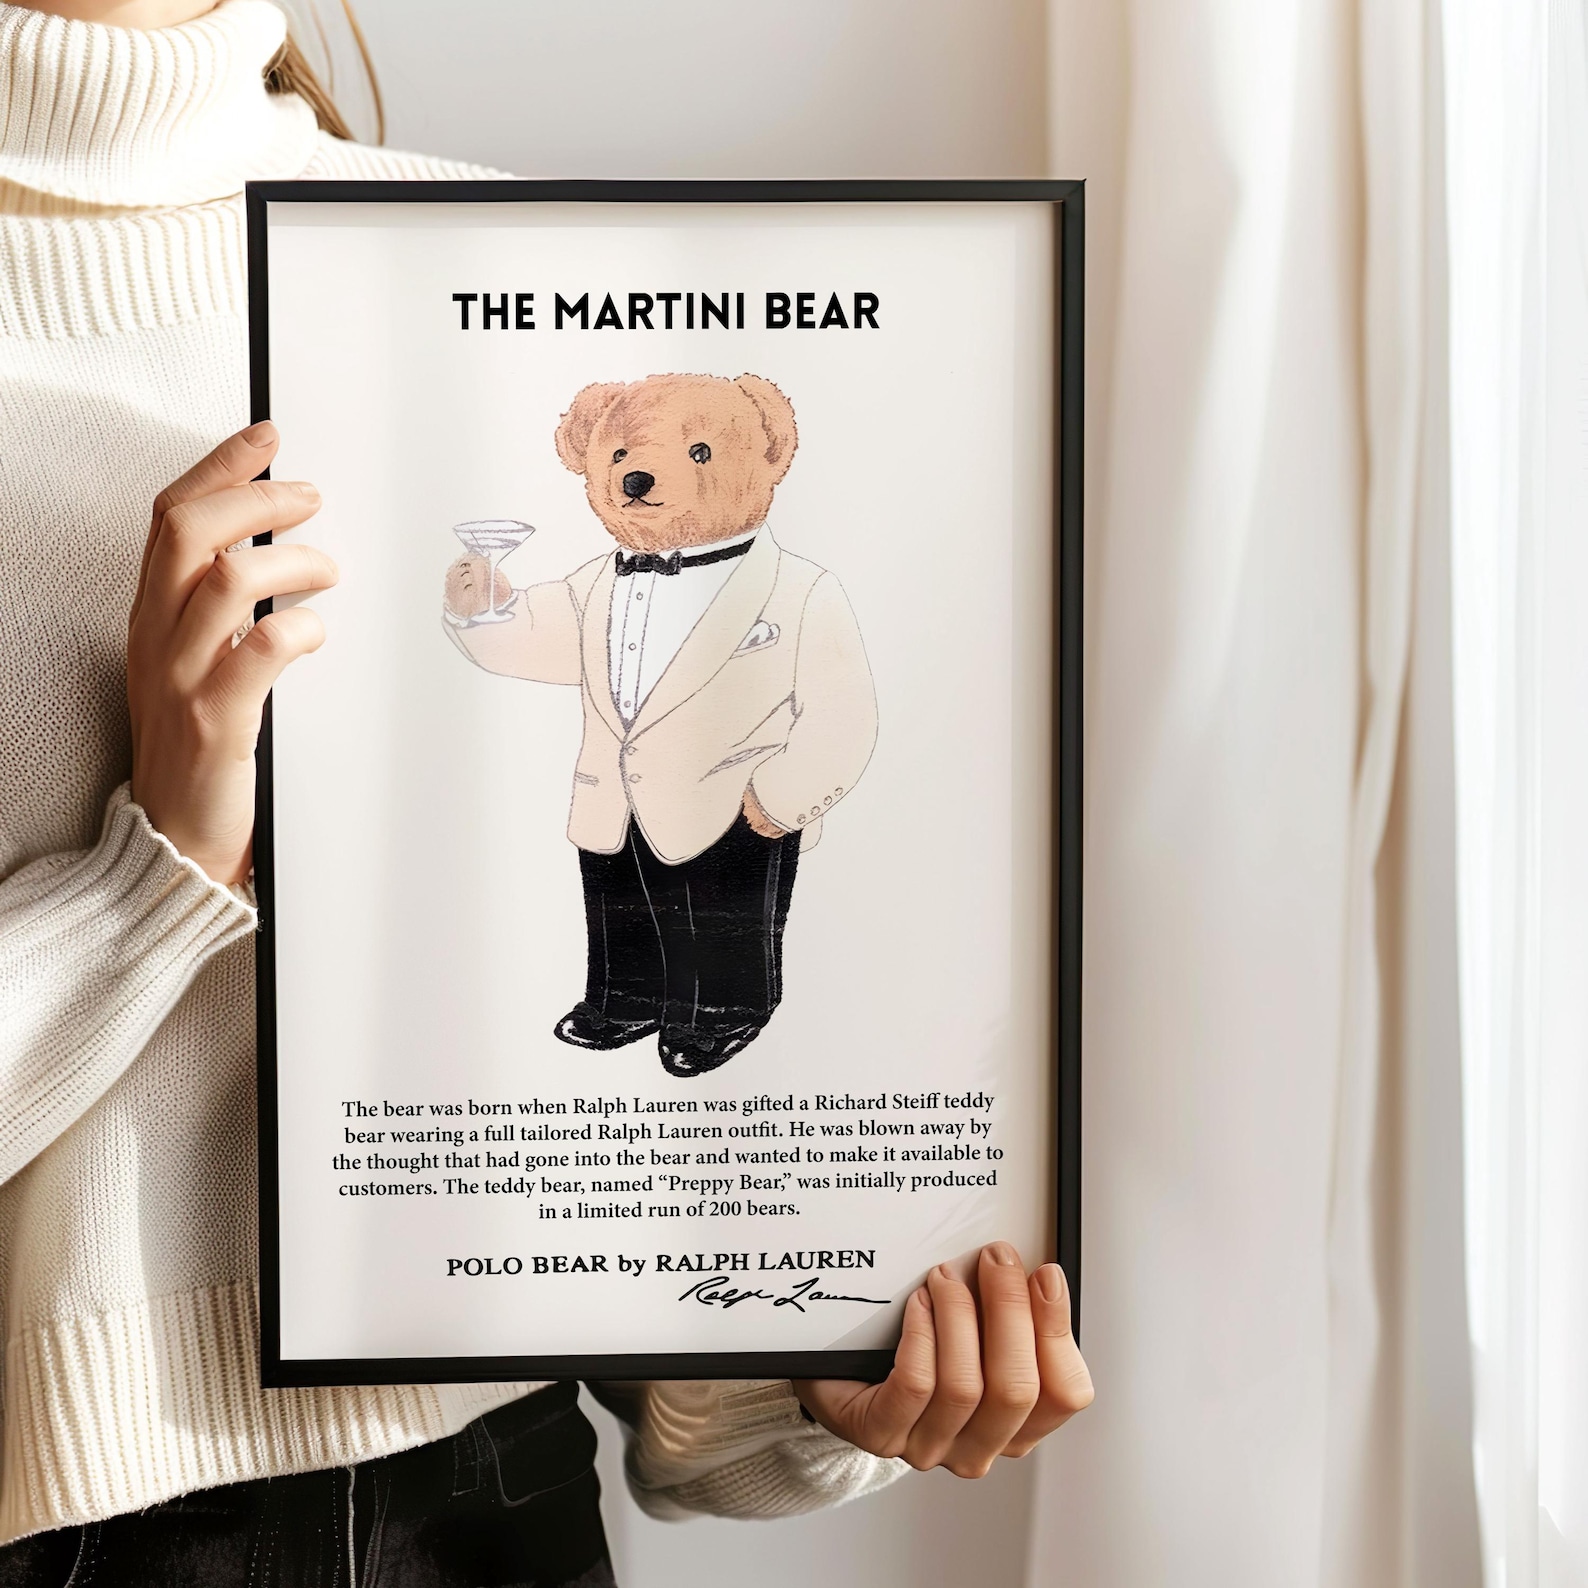 THE MARTINI BEAR
The bear was born when Ralph Lauren was gifted a Richard Steiff teddy
bear wearing a full tailored Ralph Lauren outfit. He was blown away by
the thought that had gone into the bear and wanted to make it available to
customers. The teddy bear, named “Preppy Bear,” was initially produced
in a limited run of 200 bears.
POLO BEAR by RALPH LAUREN
Ralph Lauren